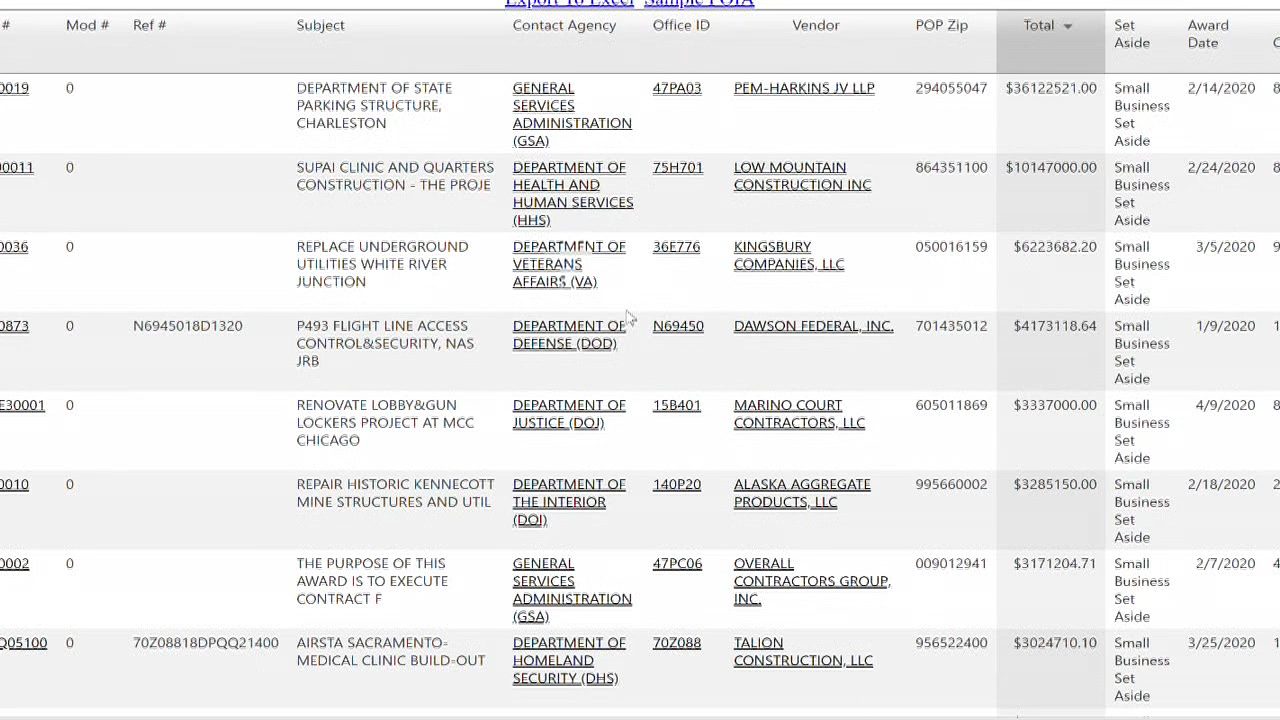 Export To Excel Sample FOIA
# Mod # Ref # Subject Contact Agency Office ID Vendor POP Zip Total Set Award
Aside Date
0019 0 DEPARTMENT OF STATE GENERAL 47PA03 PEM-HARKINS JV LLP 294055047 $36122521.00 Small 2/14/2020 8
PARKING STRUCTURE, SERVICES Business
CHARLESTON ADMINISTRATION Set
(GSA) Aside
00011 0 SUPAI CLINIC AND QUARTERS DEPARTMENT OF 75H701 LOW MOUNTAIN 864351100 $10147000.00 Small 2/24/2020 8
CONSTRUCTION - THE PROJE HEALTH AND CONSTRUCTION INC Business
HUMAN SERVICES Set
(HHS) Aside
0036 0 REPLACE UNDERGROUND DEPARTMENT OF 36E776 KINGSBURY 050016159 $6223682.20 Small 3/5/2020 9
UTILITIES WHITE RIVER VETERANS COMPANIES, LLC Business
JUNCTION AFFAIRS (VA) Set
Aside
0873 0 N6945018D1320 P493 FLIGHT LINE ACCESS DEPARTMENT OF N69450 DAWSON FEDERAL, INC. 701435012 $4173118.64 Small 1/9/2020 1
CONTROL&SECURITY, NAS DEFENSE (DOD) Business
JRB Set
Aside
E30001 0 RENOVATE LOBBY&GUN DEPARTMENT OF 15B401 MARINO COURT 605011869 $3337000.00 Small 4/9/2020 8
LOCKERS PROJECT AT MCC JUSTICE (DOJ) CONTRACTORS, LLC Business
CHICAGO Set
Aside
0010 0 REPAIR HISTORIC KENNECOTT DEPARTMENT OF 140P20 ALASKA AGGREGATE 995660002 $3285150.00 Small 2/18/2020 2
MINE STRUCTURES AND UTIL THE INTERIOR PRODUCTS, LLC Business
(DOI) Set
Aside
0002 0 THE PURPOSE OF THIS GENERAL 47PC06 OVERALL 009012941 $3171204.71 Small 2/7/2020 4
AWARD IS TO EXECUTE SERVICES CONTRACTORS GROUP, Business
CONTRACT F ADMINISTRATION INC. Set
(GSA) Aside
Q05100 0 70Z08818DPQQ21400 AIRSTA SACRAMENTO- DEPARTMENT OF 70Z088 TALION 956522400 $3024710.10 Small 3/25/2020 1
MEDICAL CLINIC BUILD-OUT HOMELAND CONSTRUCTION, LLC Business
SECURITY (DHS) Set
Aside